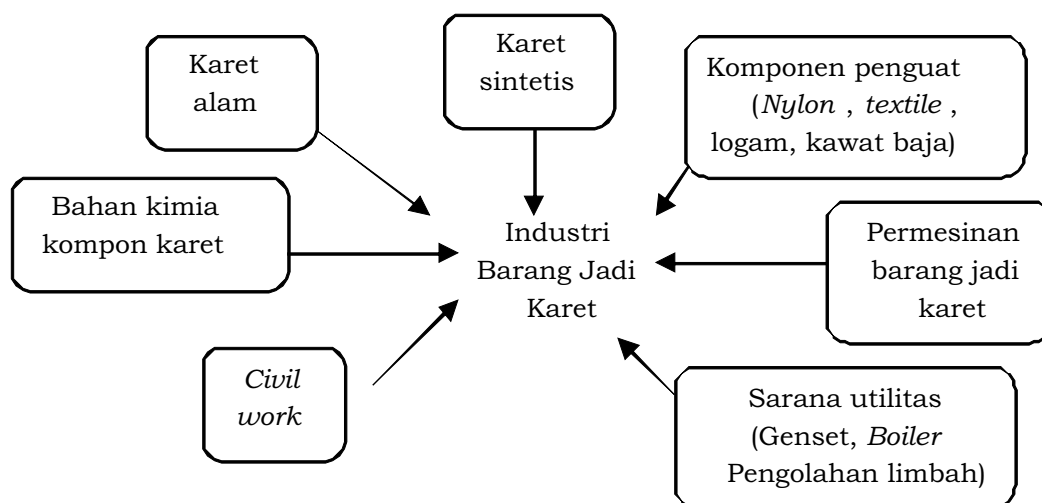 Karet
alam
Karet
sintetis
Komponen penguat
(Nylon , textile ,
logam, kawat baja)
Bahan kimia
kompon karet
Industri
Barang Jadi
Karet
Permesinan
barang jadi
karet
Civil
work
Sarana utilitas
(Genset, Boiler
Pengolahan limbah)